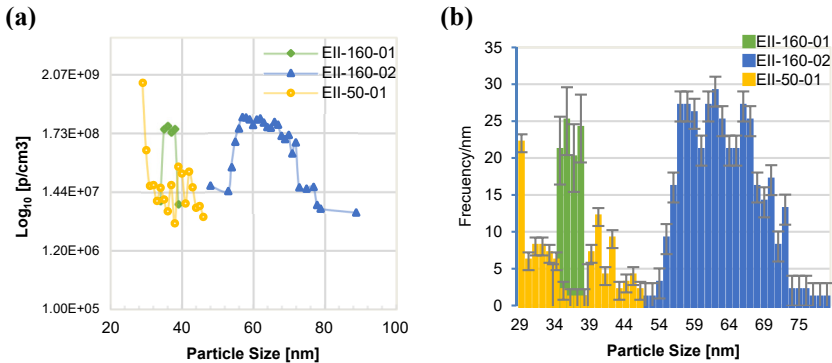 (a)
EII-160-01
EII-160-02
EII-50-01
2.07E+09
1.73E+08
1.44E+07
1.20E+06
1.00E+05
Log10 [p/cm3]
20 40 60 80 100
Particle Size [nm]
(b)
EII-160-01
EII-160-02
EII-50-01
35
30
25
20
15
10
5
0
Frecuency/nm
29 34 39 44 54 59 64 69 75
Particle Size [nm]